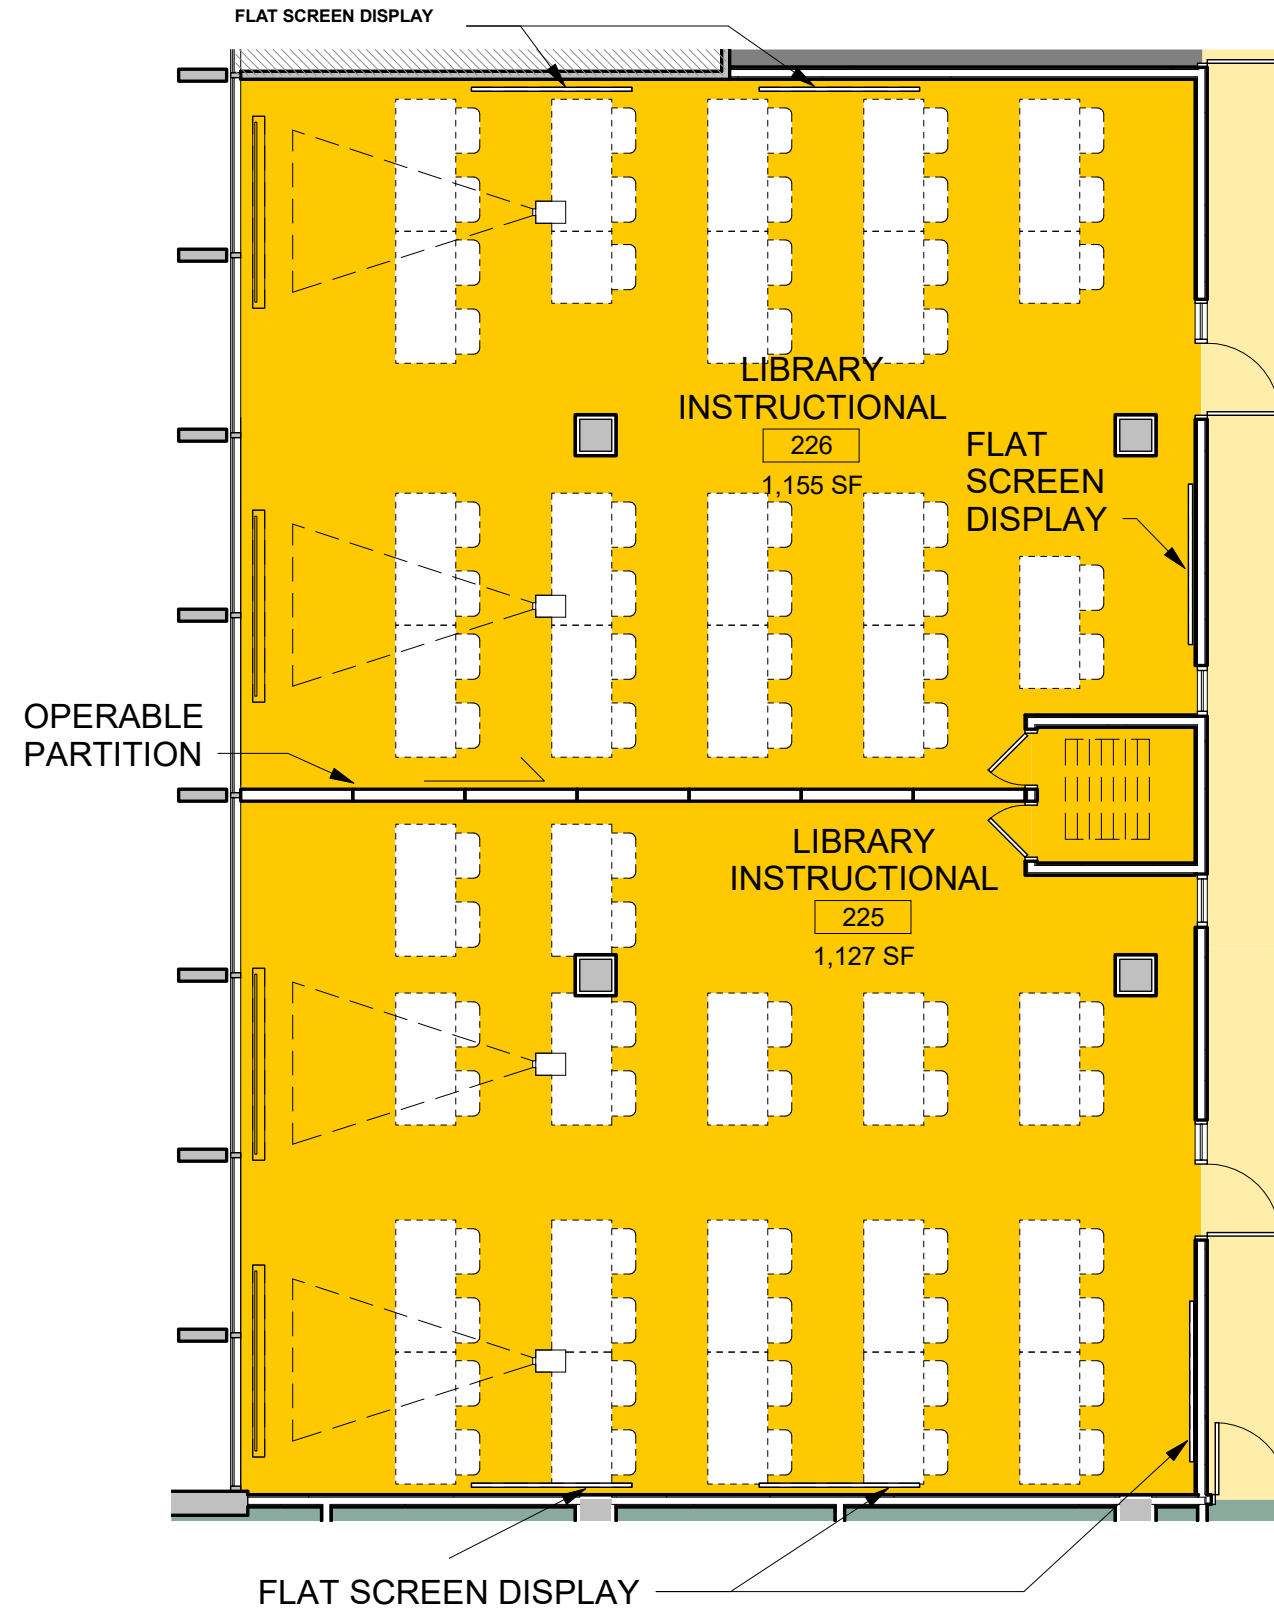 FLAT SCREEN DISPLAY
LIBRARY
INSTRUCTIONAL
226
1,155 SF
FLAT
SCREEN
DISPLAY
OPERABLE
PARTITION
LIBRARY
INSTRUCTIONAL
225
1,127 SF
FLAT SCREEN DISPLAY